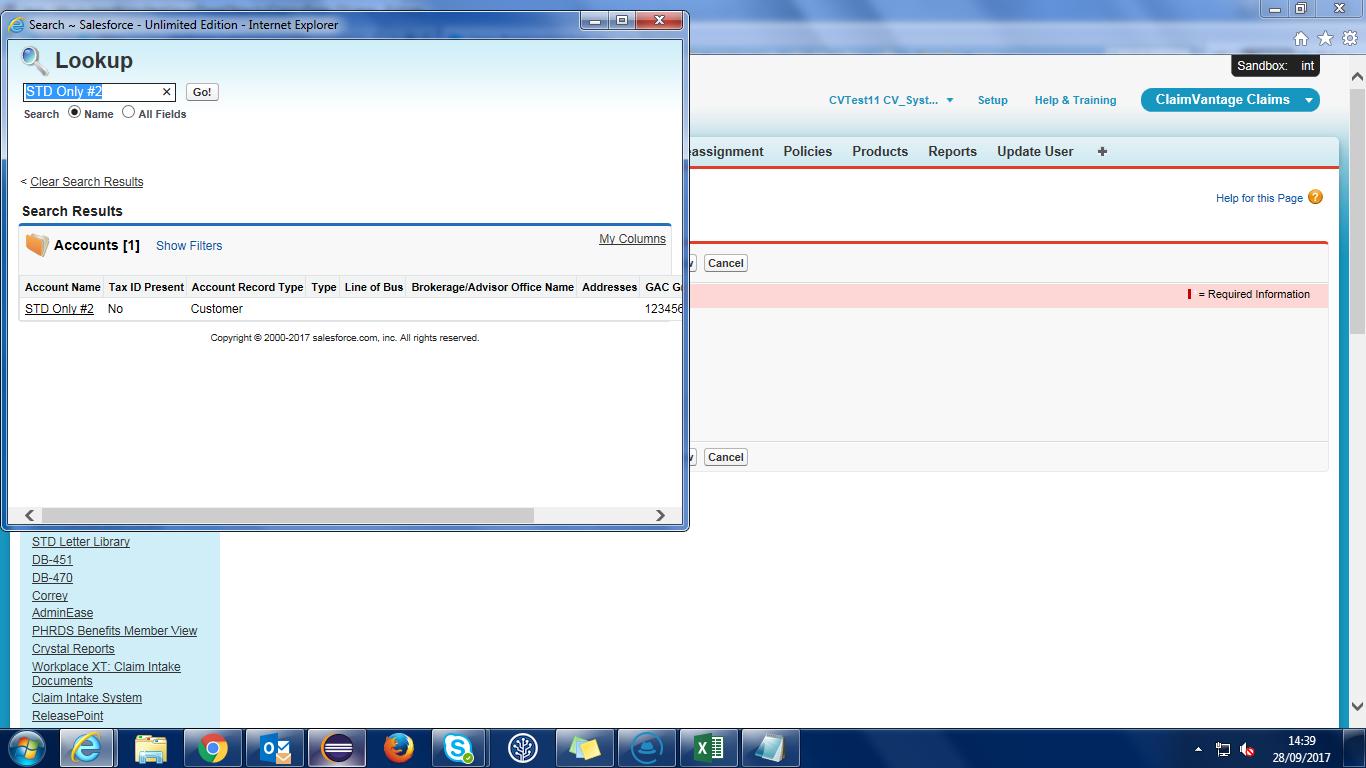 Search ~ Salesforce - Unlimited Edition - Internet Explorer
Lookup
STD Only #2
Go!
Search Name All Fields
< Clear Search Results
Search Results
Accounts [1] Show Filters My Columns
Account Name Tax ID Present Account Record Type Type Line of Bus Brokerage/Advisor Office Name Addresses GAC G
STD Only #2 No Customer 123456
Copyright © 2000-2017 salesforce.com, inc. All rights reserved.
Sandbox: int
CVTest11 CV_Syst... Setup Help & Training ClaimVantage Claims
eassignment Policies Products Reports Update User +
Help for this Page ?
Cancel
= Required Information
Cancel
STD Letter Library
DB-451
DB-470
Correy
AdminEase
PHRDS Benefits Member View
Crystal Reports
Workplace XT: Claim Intake
Documents
Claim Intake System
ReleasePoint
14:39
28/09/2017